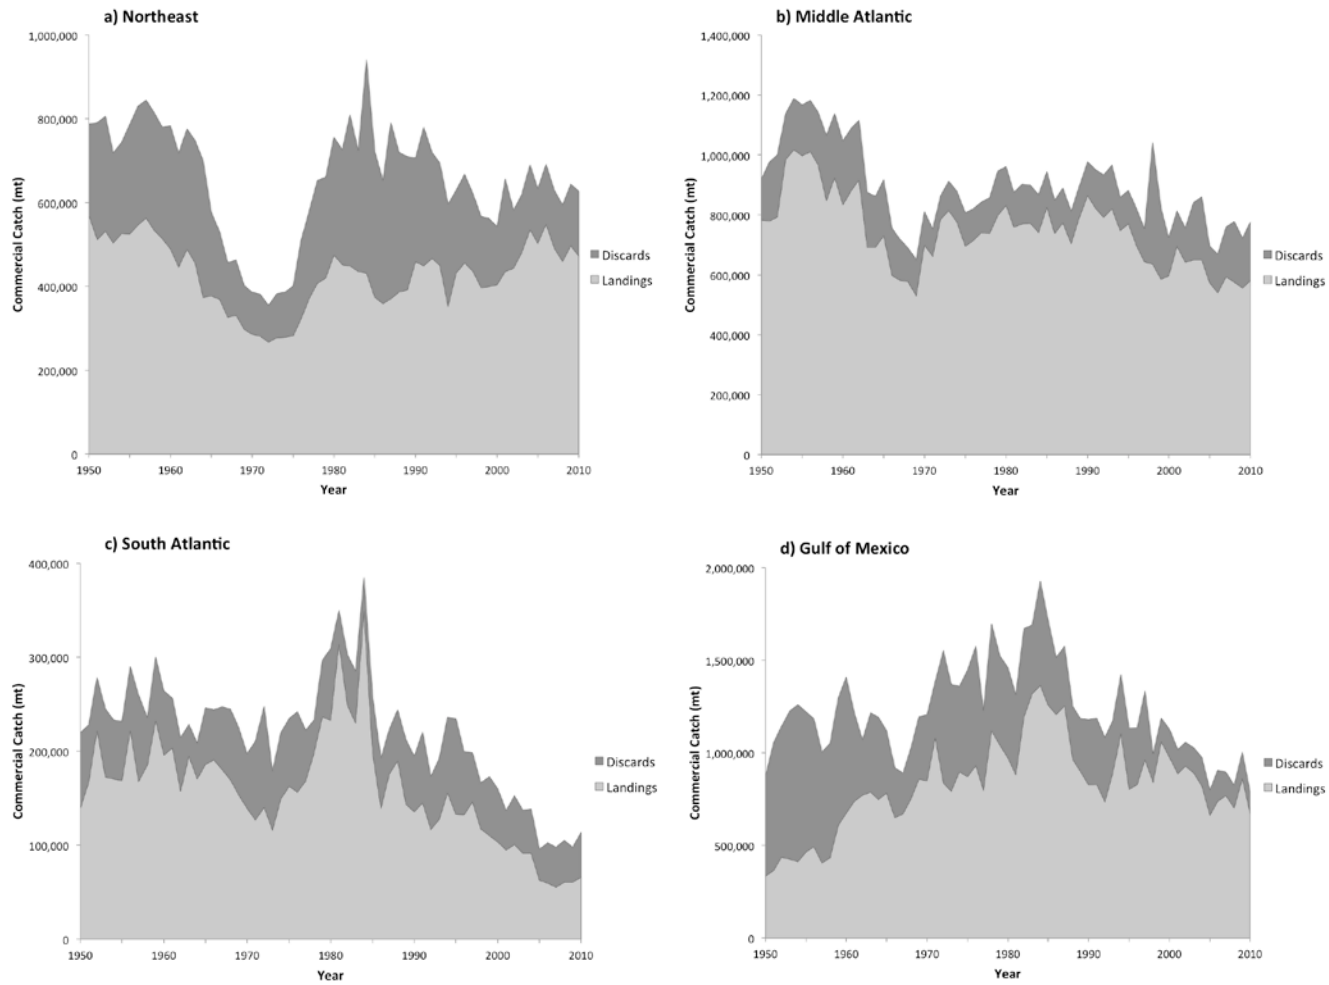 a) Northeast
1,000,000
800,000
600,000
400,000
200,000
0
Commercial Catch (mt)
1950 1960 1970 1980 1990 2000 2010
Year
Discards
Landings
b) Middle Atlantic
1,400,000
1,200,000
1,000,000
800,000
600,000
400,000
200,000
0
Commercial Catch (mt)
1950 1960 1970 1980 1990 2000 2010
Year
Discards
Landings
c) South Atlantic
400,000
300,000
200,000
100,000
0
Commercial Catch (mt)
1950 1960 1970 1980 1990 2000 2010
Year
Discards
Landings
d) Gulf of Mexico
2,000,000
1,500,000
1,000,000
500,000
0
Commercial Catch (mt)
1950 1960 1970 1980 1990 2000 2010
Year
Discards
Landings